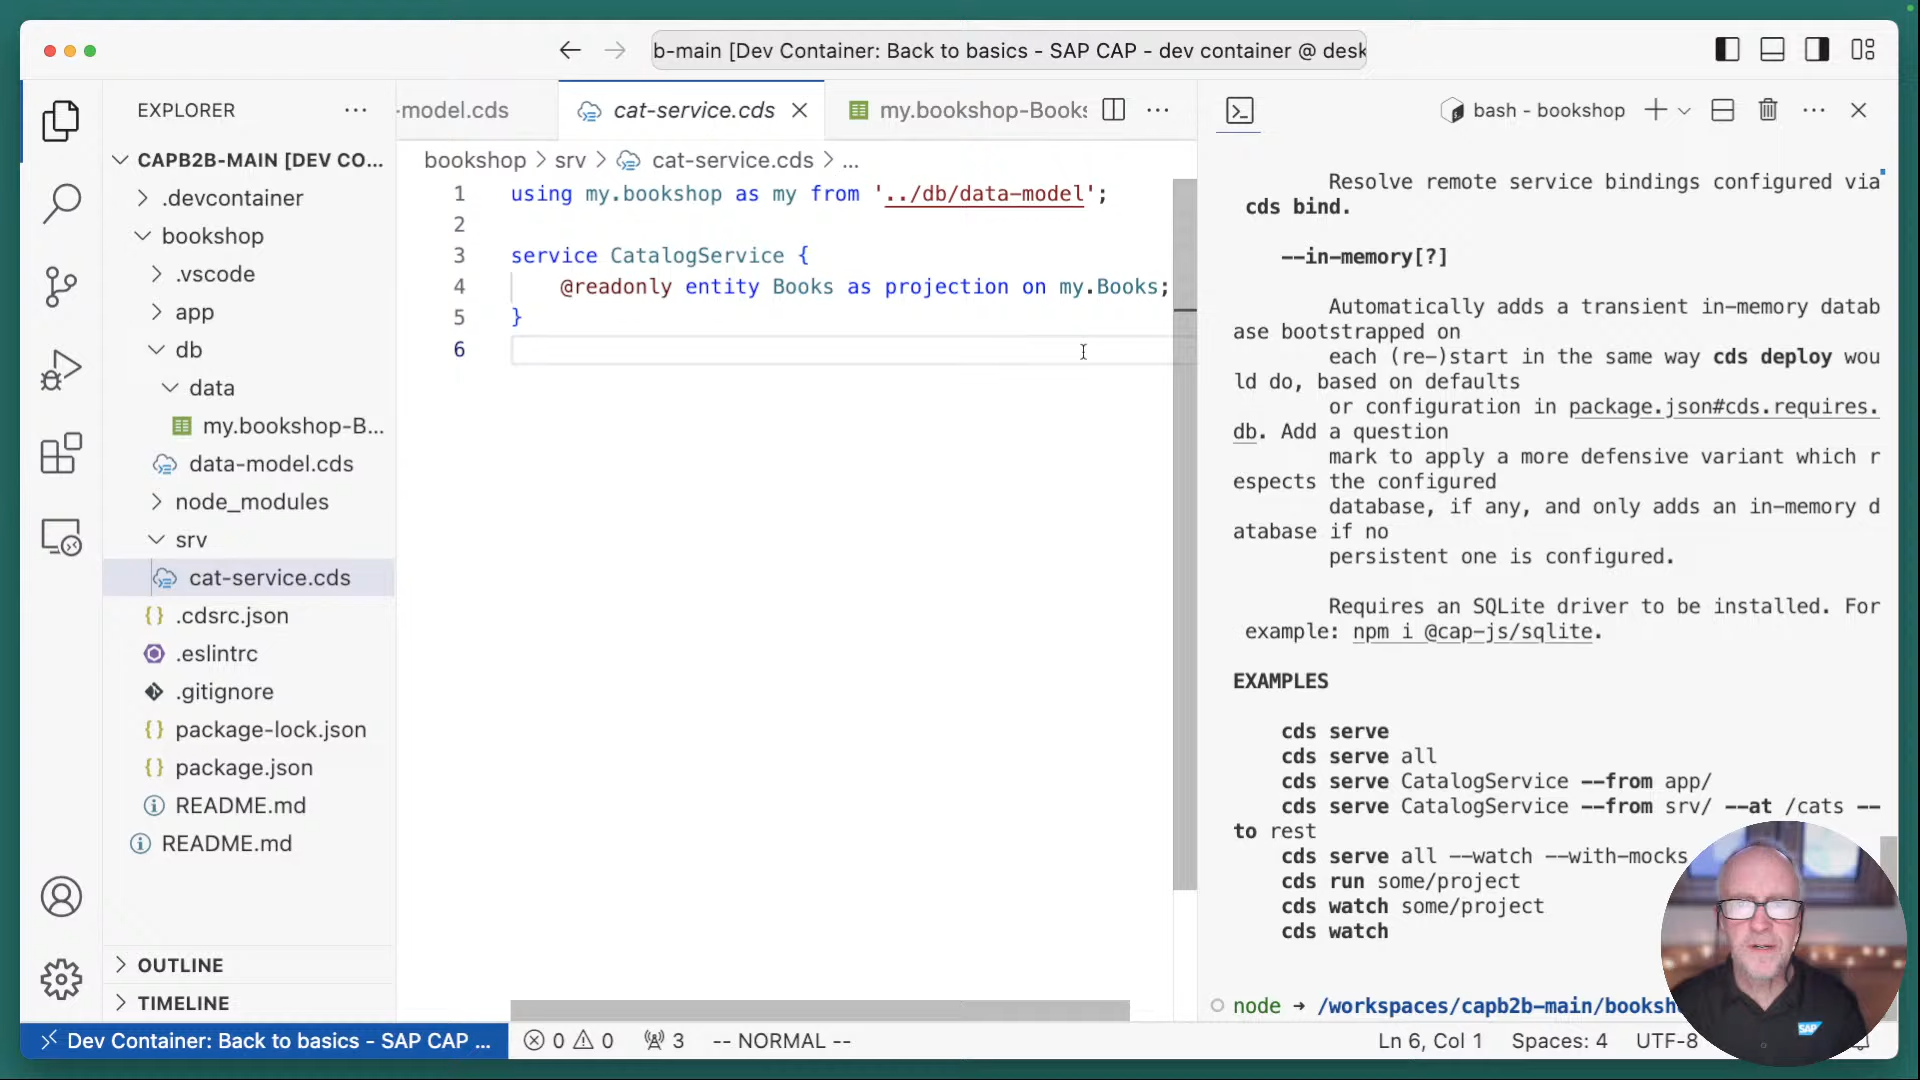 b-main [Dev Container: Back to basics - SAP CAP - dev container @ desk
EXPLORER
CAPB2B-MAIN [DEV CO...
.devcontainer
bookshop
.vscode
app
db
data
my.bookshop-B...
data-model.cds
node_modules
srv
cat-service.cds
.cdsrc.json
.eslintrc
.gitignore
package-lock.json
package.json
README.md
README.md
OUTLINE
TIMELINE
-model.cds
cat-service.cds
my.bookshop-Books
bookshop > srv > cat-service.cds > ...
1 using my.bookshop as my from '../db/data-model';
2
3 service CatalogService {
4 @readonly entity Books as projection on my.Books;
5 }
6
bash - bookshop
Resolve remote service bindings configured via
cds bind.
--in-memory[?]
Automatically adds a transient in-memory datab
ase bootstrapped on
each (re-)start in the same way cds deploy wou
ld do, based on defaults
or configuration in package.json#cds.requires.
db. Add a question
mark to apply a more defensive variant which r
espects the configured
database, if any, and only adds an in-memory d
atabase if no
persistent one is configured.
Requires an SQLite driver to be installed. For
example: npm i @cap-js/sqlite.
EXAMPLES
cds serve
cds serve all
cds serve CatalogService --from app/
cds serve CatalogService --from srv/ --at /cats --
to rest
cds serve all --watch --with-mocks
cds run some/project
cds watch some/project
cds watch
node → /workspaces/capb2b-main/booksh
SAP
Dev Container: Back to basics - SAP CAP ...
0 0 3 -- NORMAL --
Ln 6, Col 1 Spaces: 4 UTF-8